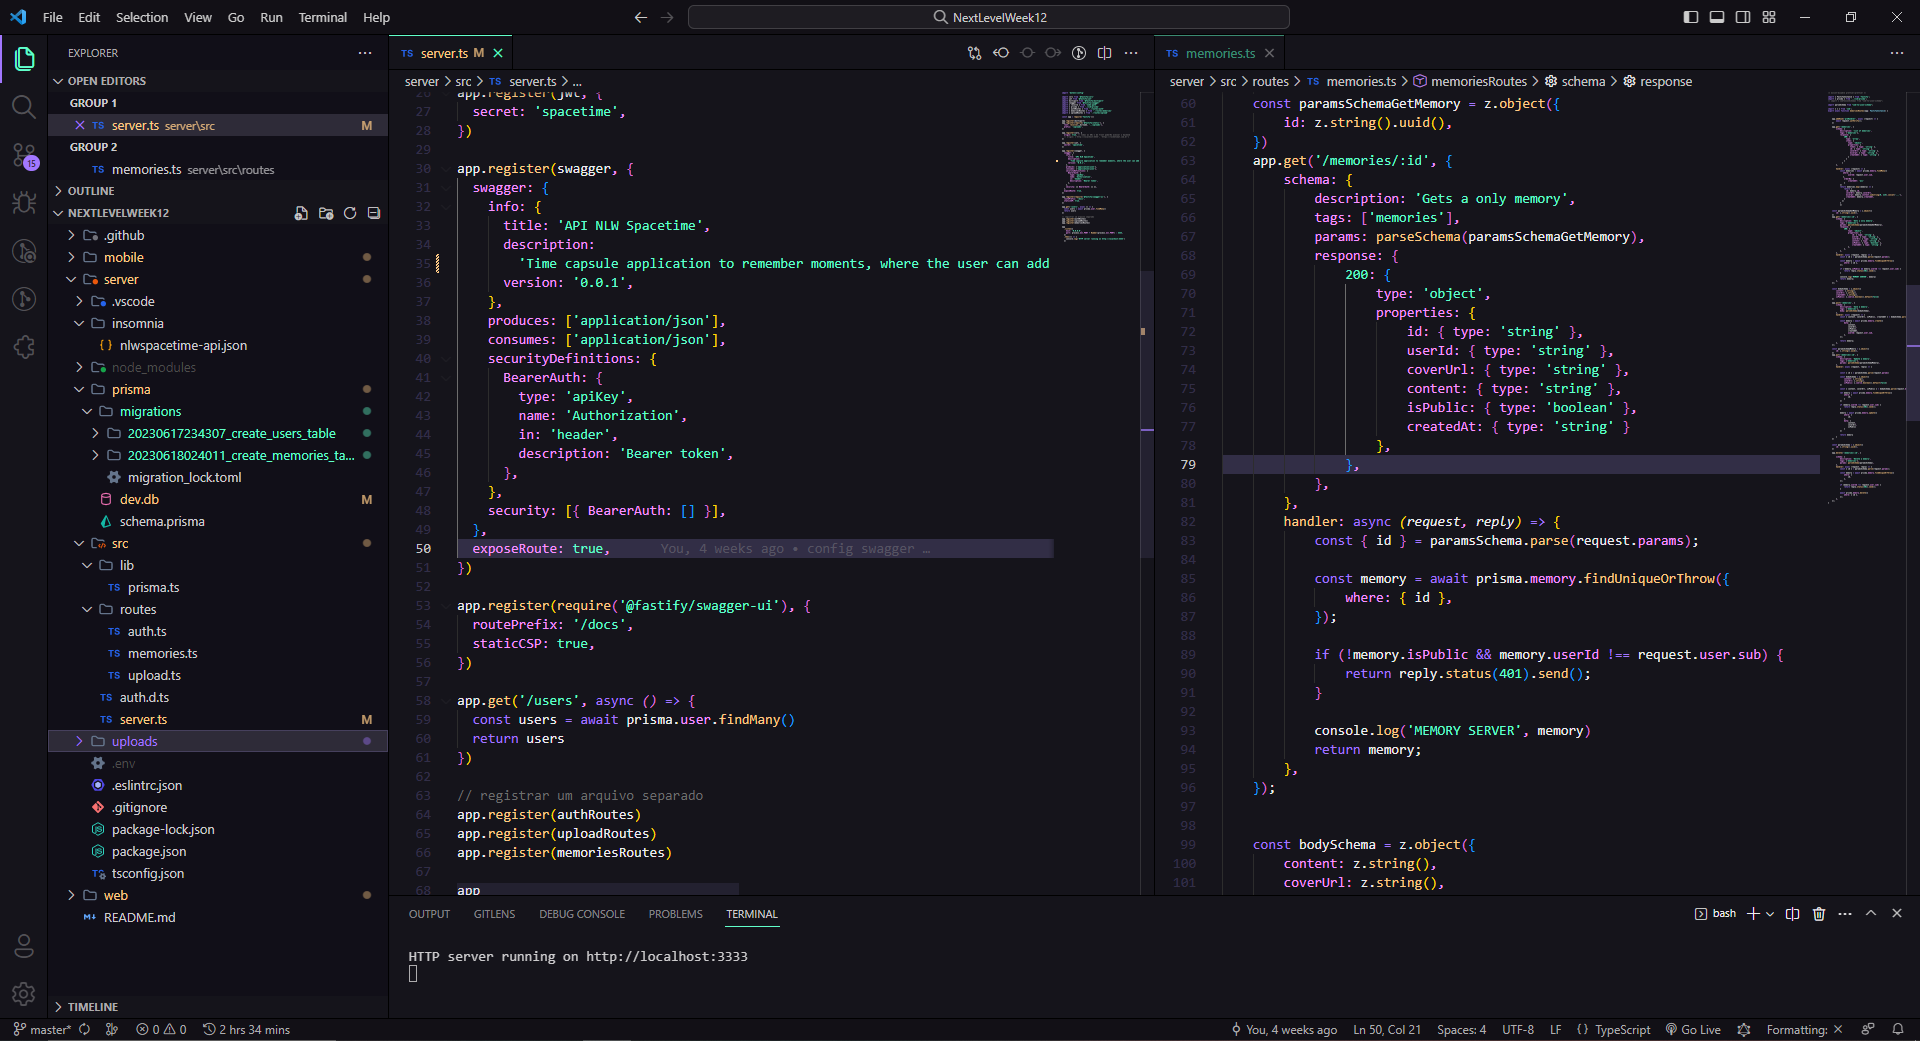 File Edit Selection View Go Run Terminal Help
NextLevelWeek12
EXPLORER
OPEN EDITORS
GROUP 1
TS server.ts server\src M
GROUP 2
TS memories.ts server\src\routes
OUTLINE
NEXTLEVELWEEK12
.github
mobile
server
.vscode
insomnia
{ } nlwspacetime-api.json
node_modules
prisma
migrations
20230617234307_create_users_table
20230618024011_create_memories_ta...
migration_lock.toml
dev.db M
schema.prisma
src
lib
TS prisma.ts
routes
TS auth.ts
TS memories.ts
TS upload.ts
TS auth.d.ts
TS server.ts M
uploads
.env
.eslintrc.json
.gitignore
package-lock.json
package.json
tsconfig.json
web
README.md
TIMELINE
15
TS server.ts M
server > src > TS server.ts > ...
26 app.register(jwt, {
27 secret: 'spacetime',
28 })
29
30 app.register(swagger, {
31 swagger: {
32 info: {
33 title: 'API NLW Spacetime',
34 description:
35 'Time capsule application to remember moments, where the user can add
36 version: '0.0.1',
37 },
38 produces: ['application/json'],
39 consumes: ['application/json'],
40 securityDefinitions: {
41 BearerAuth: {
42 type: 'apiKey',
43 name: 'Authorization',
44 in: 'header',
45 description: 'Bearer token',
46 },
47 },
48 security: [{ BearerAuth: [] }],
49 },
50 exposeRoute: true, You, 4 weeks ago • config swagger …
51 })
52
53 app.register(require('@fastify/swagger-ui'), {
54 routePrefix: '/docs',
55 staticCSP: true,
56 })
57
58 app.get('/users', async () => {
59 const users = await prisma.user.findMany()
60 return users
61 })
62
63 // registrar um arquivo separado
64 app.register(authRoutes)
65 app.register(uploadRoutes)
66 app.register(memoriesRoutes)
67
68 app
TS memories.ts
server > src > routes > TS memories.ts > memoriesRoutes > schema > response
60 const paramsSchemaGetMemory = z.object({
61 id: z.string().uuid(),
62 })
63 app.get('/memories/:id', {
64 schema: {
65 description: 'Gets a only memory',
66 tags: ['memories'],
67 params: parseSchema(paramsSchemaGetMemory),
68 response: {
69 200: {
70 type: 'object',
71 properties: {
72 id: { type: 'string' },
73 userId: { type: 'string' },
74 coverUrl: { type: 'string' },
75 content: { type: 'string' },
76 isPublic: { type: 'boolean' },
77 createdAt: { type: 'string' }
78 },
79 },
80 },
81 },
82 handler: async (request, reply) => {
83 const { id } = paramsSchema.parse(request.params);
84
85 const memory = await prisma.memory.findUniqueOrThrow({
86 where: { id },
87 });
88
89 if (!memory.isPublic && memory.userId !== request.user.sub) {
90 return reply.status(401).send();
91 }
92
93 console.log('MEMORY SERVER', memory)
94 return memory;
95 },
96 });
97
98
99 const bodySchema = z.object({
100 content: z.string(),
101 coverUrl: z.string(),
OUTPUT GITLENS DEBUG CONSOLE PROBLEMS TERMINAL
bash
HTTP server running on http://localhost:3333
master* 0 0 2 hrs 34 mins
You, 4 weeks ago Ln 50, Col 21 Spaces: 4 UTF-8 LF { } TypeScript Go Live Formatting: ×